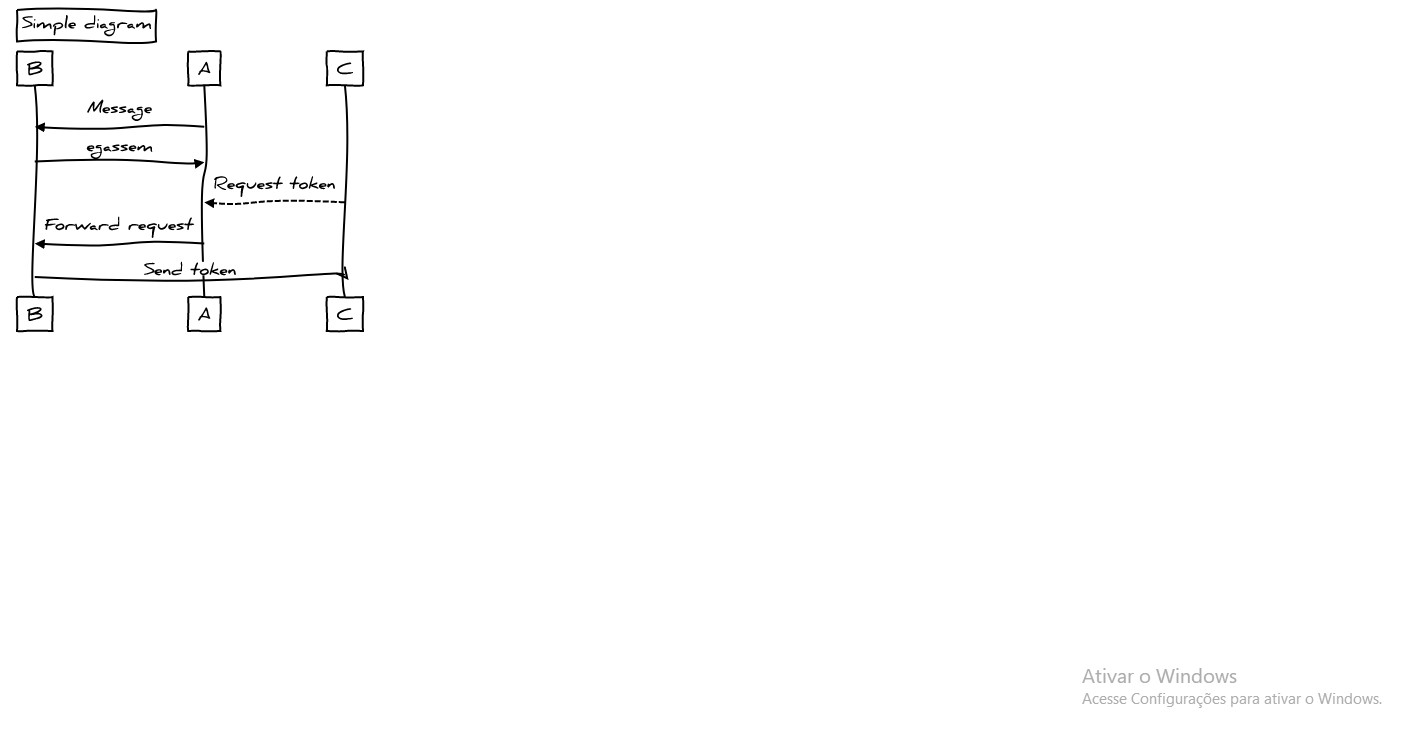 Simple diagram
B A C
Message
egassem
Request token
Forward request
Send token
B A C
Ativar o Windows
Acesse Configurações para ativar o Windows.